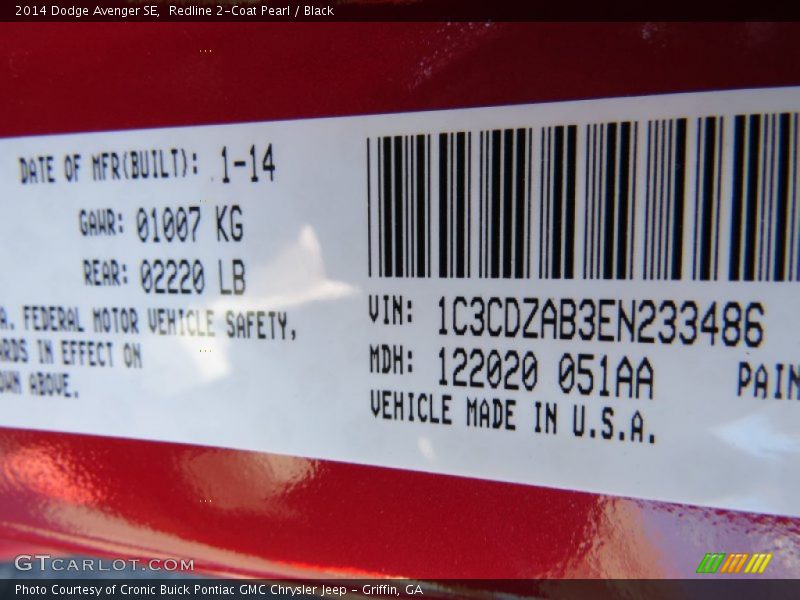 2014 Dodge Avenger SE,  Redline 2-Coat Pearl / Black
DATE OF MFR(BUILT): 1-14
GAWR: 01007 KG
REAR: 02220 LB
A. FEDERAL MOTOR VEHICLE SAFETY,
ARDS IN EFFECT ON
OWN ABOVE.
VIN: 1C3CDZAB3EN233486
MDH: 122020 051AA
PAIN
VEHICLE MADE IN U.S.A.
GTCARLOT.COM
Photo Courtesy of Cronic Buick Pontiac GMC Chrysler Jeep - Griffin, GA